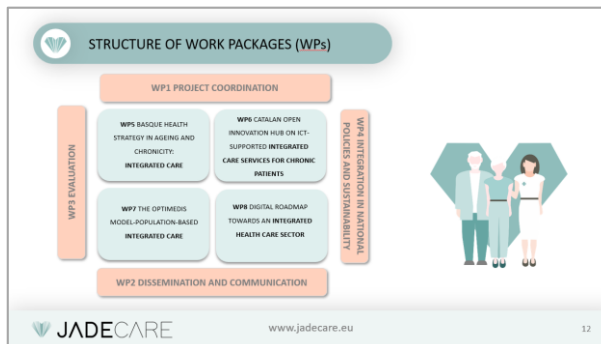 STRUCTURE OF WORK PACKAGES (WPs)
WP1 PROJECT COORDINATION
WP3 EVALUATION
WP5 BASQUE HEALTH
STRATEGY IN AGEING AND
CHRONICITY:
INTEGRATED CARE
WP6 CATALAN OPEN
INNOVATION HUB ON ICT-
SUPPORTED INTEGRATED
CARE SERVICES FOR CHRONIC
PATIENTS
WP7 THE OPTIMEDIS
MODEL-POPULATION-BASED
INTEGRATED CARE
WP8 DIGITAL ROADMAP
TOWARDS AN INTEGRATED
HEALTH CARE SECTOR
WP4 INTEGRATION IN NATIONAL
POLICIES AND SUSTAINABILITY
WP2 DISSEMINATION AND COMMUNICATION
JADECARE
www.jadecare.eu
12